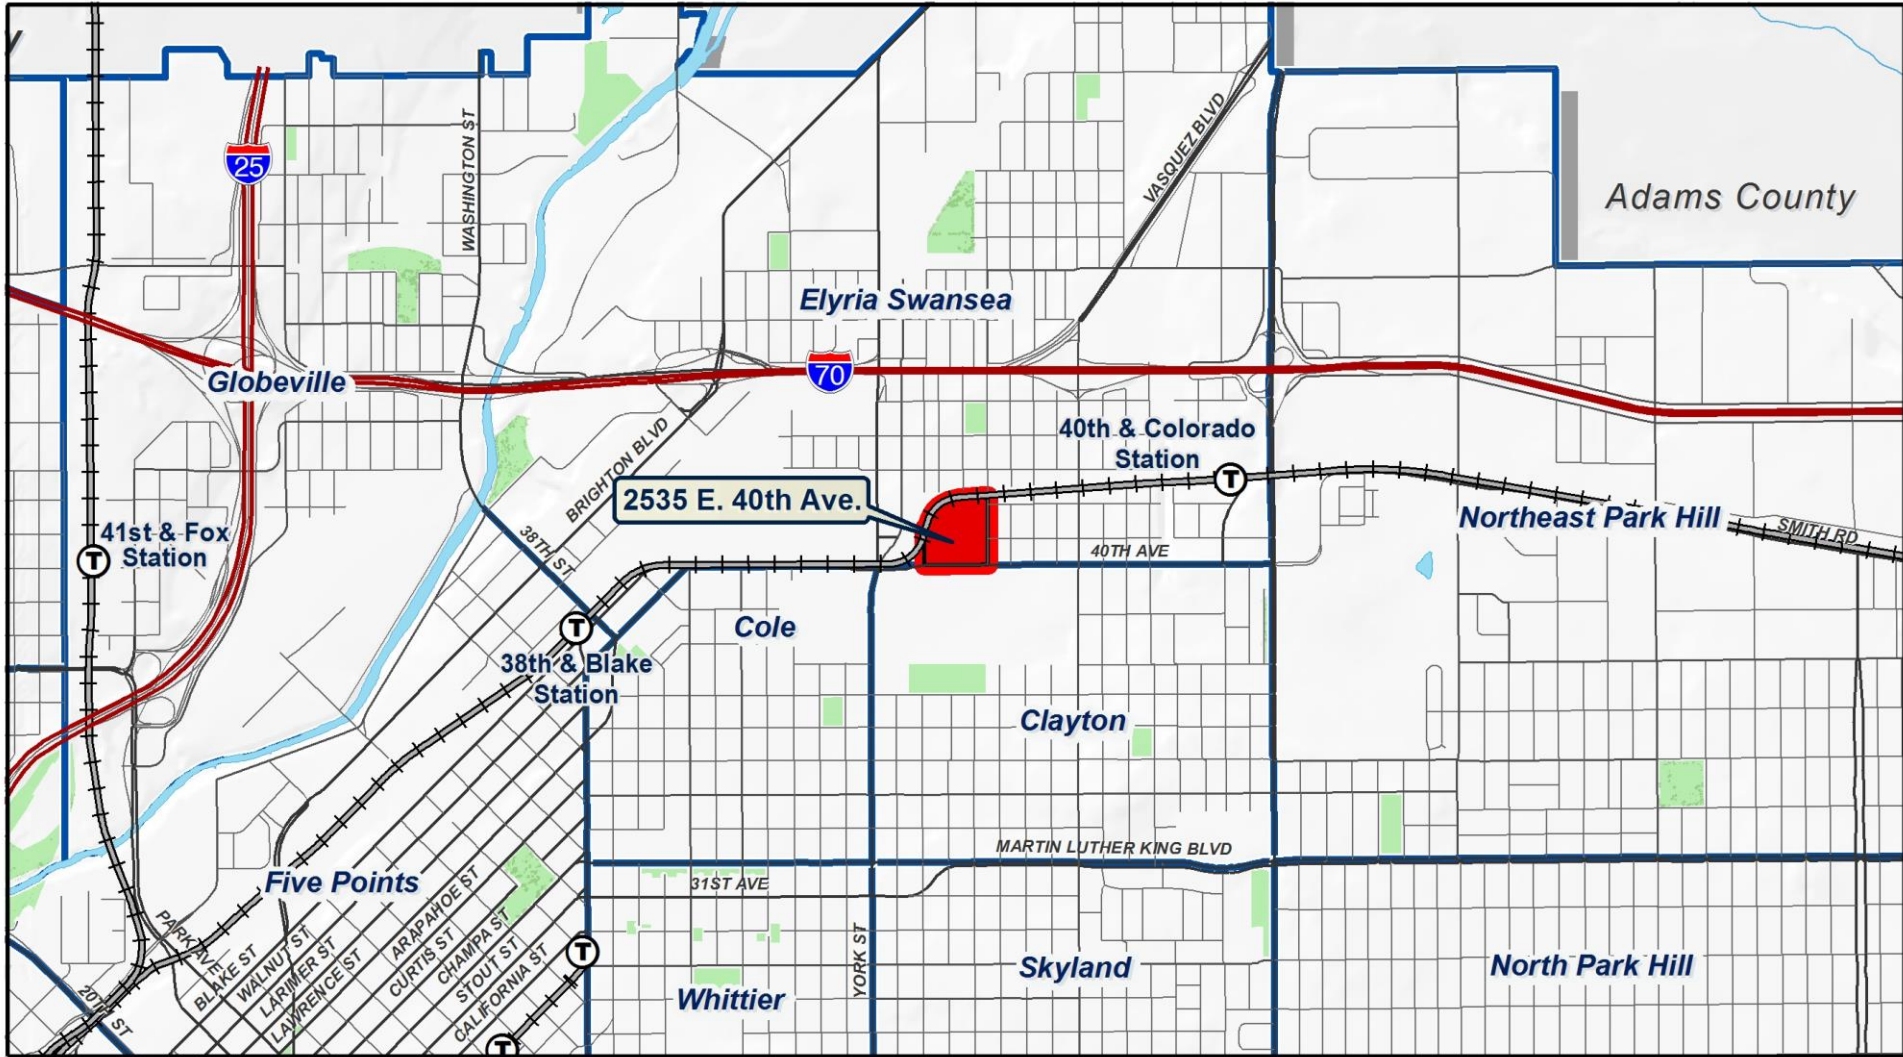 y
25
WASHINGTON ST
VASQUEZ BLVD
Adams County
Elyria Swansea
70
Globeville
BRIGHTON BLVD
40th & Colorado
Station
2535 E. 40th Ave.
Northeast Park Hill
SMITH RD
41st & Fox
Station
T
T
38TH ST
40TH AVE
T
Cole
38th & Blake
Station
Clayton
MARTIN LUTHER KING BLVD
31ST AVE
Five Points
PARK AVE
BLAKE ST
WALNUT ST
LARIMER ST
LAWRENCE ST
ARAPAHOE ST
CURTIS ST
CHAMPA ST
STOUT ST
CALIFORNIA ST
T
YORK ST
Skyland
North Park Hill
Whittier
20TH ST
T